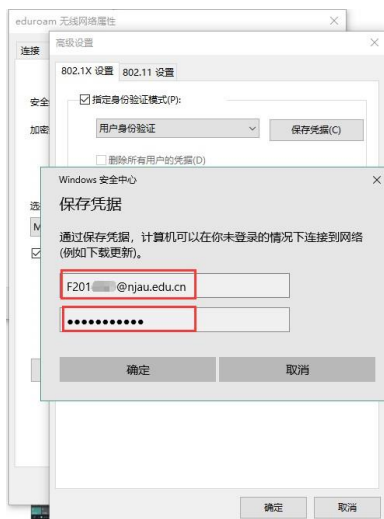 eduroam 无线网络属性
高级设置
连接
802.1X 设置
802.11 设置
安全
指定身份验证模式(P):
加密
用户身份验证
保存凭据(C)
删除所有用户的凭据(D)
Windows 安全中心
保存凭据
选
M
通过保存凭据，计算机可以在你未登录的情况下连接到网络
(例如下载更新)。
F201 @njau.edu.cn
●●●●●●●●●●●
确定
取消
确定
取消